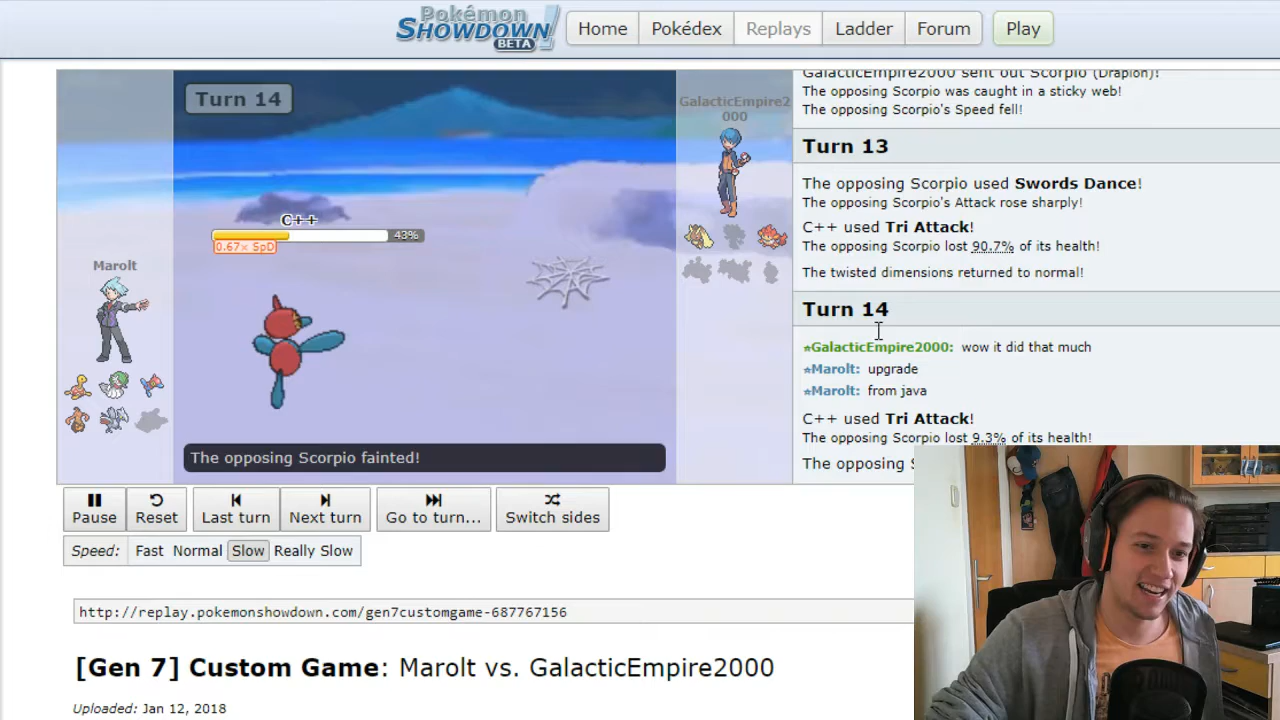 Pokémon
SHOWDOWN!
BETA
Home
Pokédex
Replays
Ladder
Forum
Play
Turn 14
C++
43%
0.67× SpD
Marolt
The opposing Scorpio fainted!
GalacticEmpire2
000
GalacticEmpire2000 sent out Scorpio (Drapion)!
The opposing Scorpio was caught in a sticky web!
The opposing Scorpio's Speed fell!
Turn 13
The opposing Scorpio used Swords Dance!
The opposing Scorpio's Attack rose sharply!
C++ used Tri Attack!
The opposing Scorpio lost 90.7% of its health!
The twisted dimensions returned to normal!
Turn 14
☆GalacticEmpire2000: wow it did that much
☆Marolt: upgrade
☆Marolt: from java
C++ used Tri Attack!
The opposing Scorpio lost 9.3% of its health!
The opposing
Pause
Reset
Last turn
Next turn
Go to turn...
Switch sides
Speed: Fast Normal Slow Really Slow
http://replay.pokemonshowdown.com/gen7customgame-687767156
[Gen 7] Custom Game: Marolt vs. GalacticEmpire2000
Uploaded: Jan 12, 2018